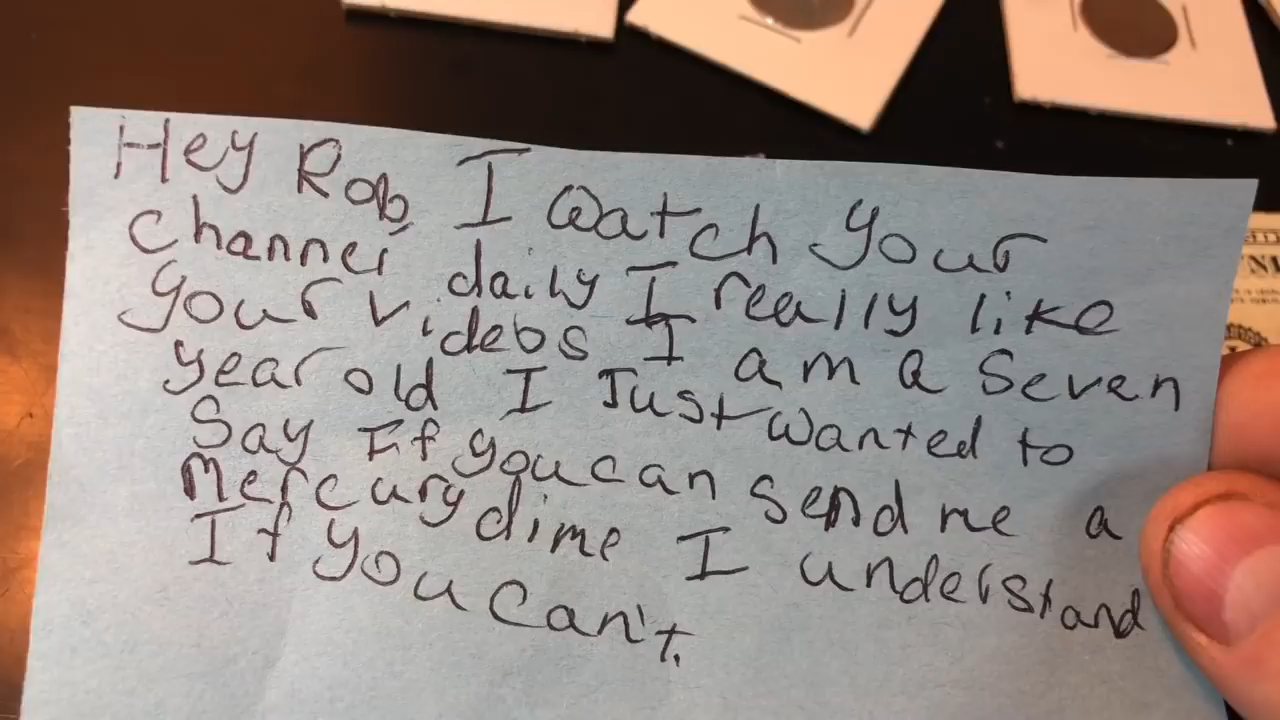 Hey Rob I watch your
channel daily I really like
your videos I am a seven
year old I Just wanted to
Say If you can send me a
Mercury dime I understand
If you can't.